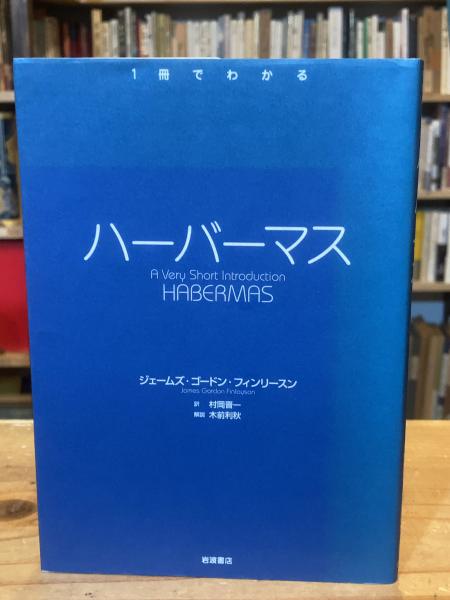 1冊でわかる
ハーバーマス
A Very Short Introduction
HABERMAS
ジェームズ・ゴードン・フィンリースン
James Gordon Finlayson
訳 村岡晋一
解説 木前利秋
岩波書店